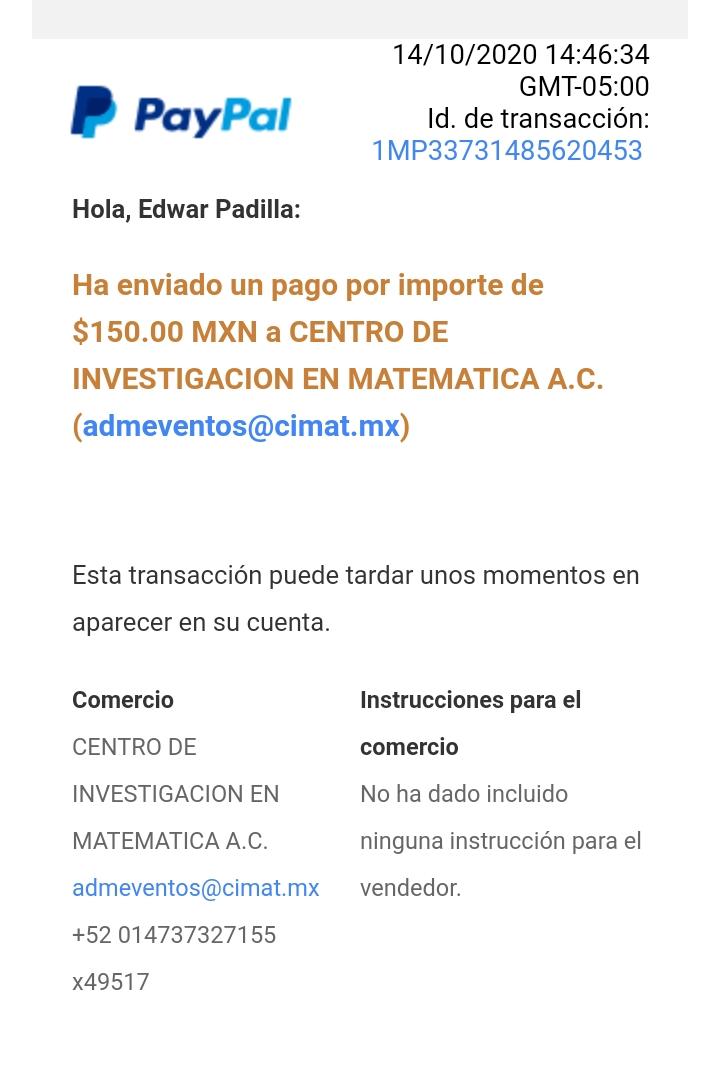 14/10/2020 14:46:34
GMT-05:00
PayPal
Id. de transacción:
1MP33731485620453
Hola, Edwar Padilla:
Ha enviado un pago por importe de
$150.00 MXN a CENTRO DE
INVESTIGACION EN MATEMATICA A.C.
(admeventos@cimat.mx)
Esta transacción puede tardar unos momentos en
aparecer en su cuenta.
Comercio
CENTRO DE
INVESTIGACION EN
MATEMATICA A.C.
admeventos@cimat.mx
+52 014737327155
x49517
Instrucciones para el
comercio
No ha dado incluido
ninguna instrucción para el
vendedor.